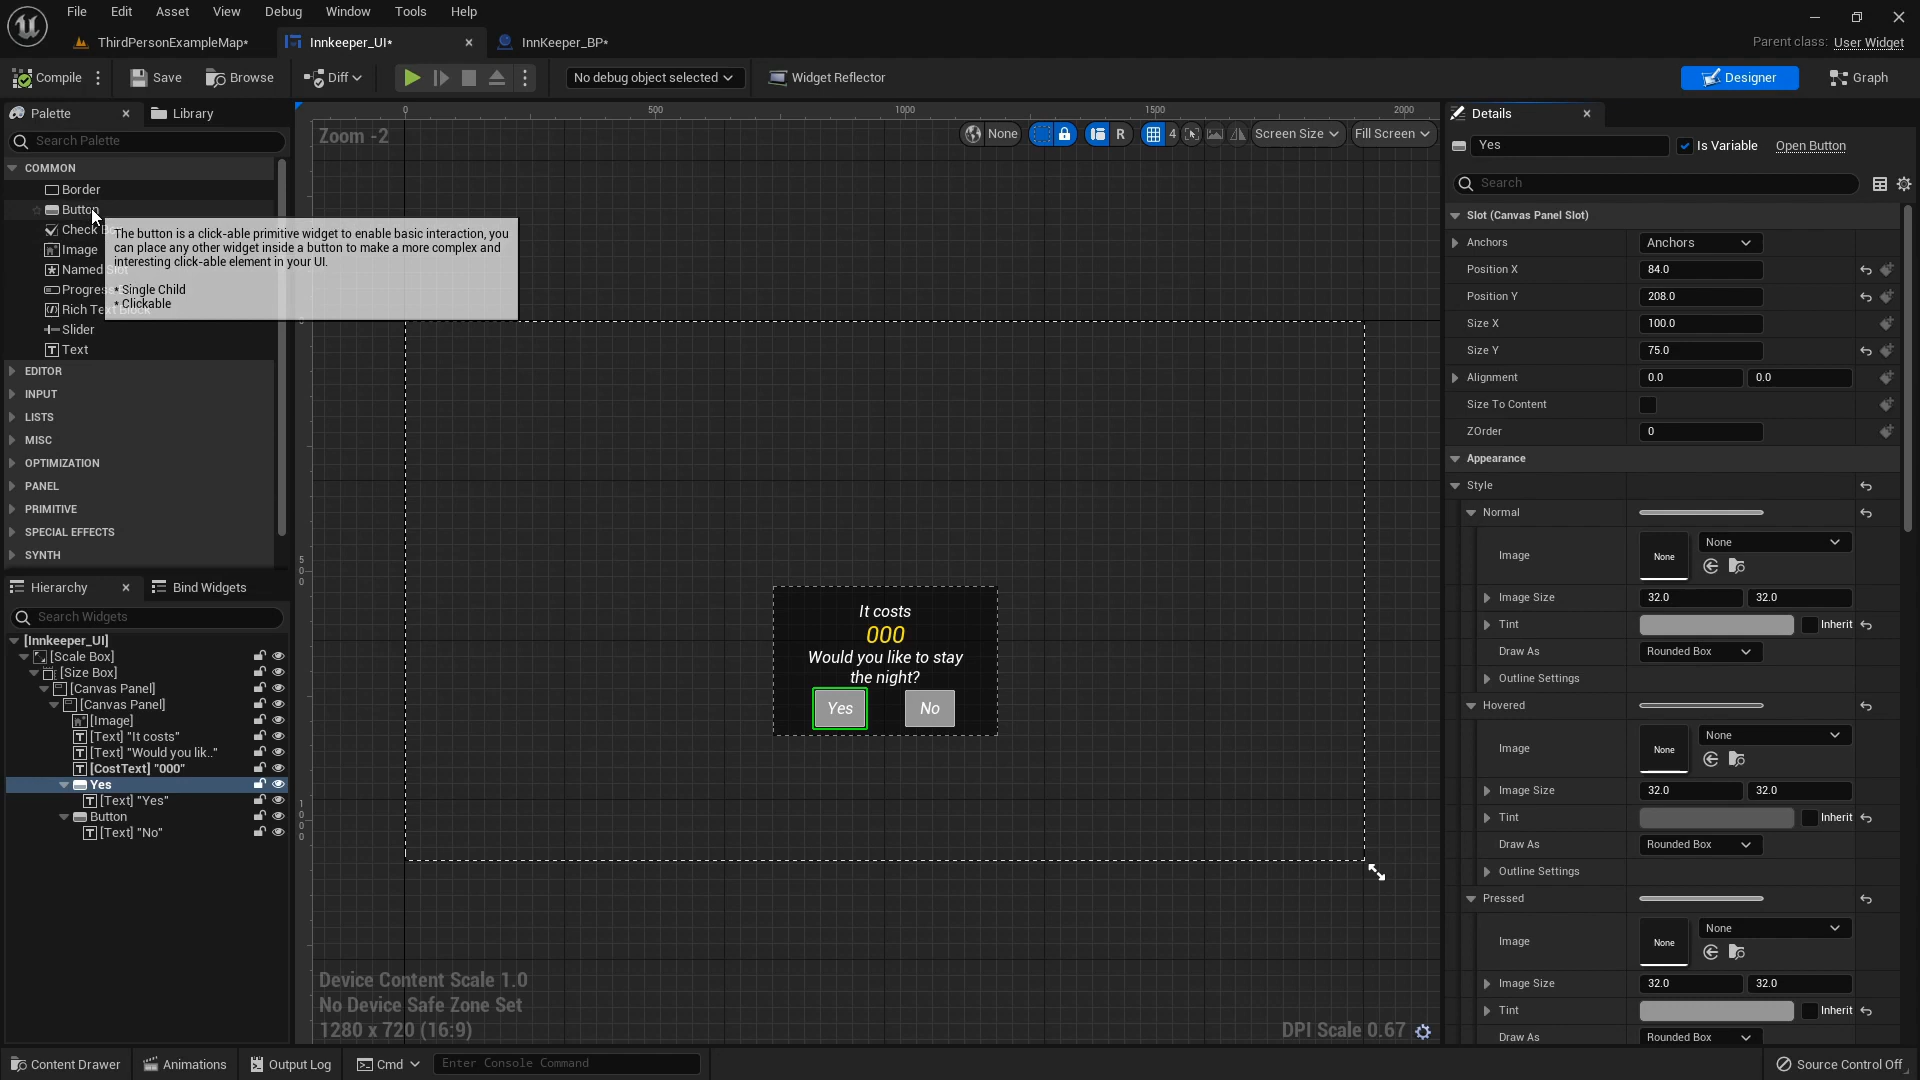 File Edit Asset View Debug Window Tools Help
ThirdPersonExampleMap* Innkeeper_UI* InnKeeper_BP*
Parent class: User Widget
Compile Save Browse Diff No debug object selected Widget Reflector Designer Graph
Palette Library
Search Palette
COMMON
Border
Button
Check
Image
Named Slot
Progres
Rich Text Block
Slider
Text
EDITOR
INPUT
LISTS
MISC
OPTIMIZATION
PANEL
PRIMITIVE
SPECIAL EFFECTS
SYNTH
The button is a click-able primitive widget to enable basic interaction, you
can place any other widget inside a button to make a more complex and
interesting click-able element in your UI.
* Single Child
* Clickable
Hierarchy Bind Widgets
Search Widgets
[Innkeeper_UI]
[Scale Box]
[Size Box]
[Canvas Panel]
[Canvas Panel]
[Image]
[Text] "It costs"
[Text] "Would you lik.."
[CostText] "000"
Yes
[Text] "Yes"
Button
[Text] "No"
0 500 1000 1500 2000
Zoom -2
None R 4 Screen Size Fill Screen
0
500
1000
It costs
000
Would you like to stay
the night?
Yes No
Device Content Scale 1.0
No Device Safe Zone Set
1280 x 720 (16:9)
DPI Scale 0.67
Details
Yes Is Variable Open Button
Search
Slot (Canvas Panel Slot)
Anchors Anchors
Position X 84.0
Position Y 208.0
Size X 100.0
Size Y 75.0
Alignment 0.0 0.0
Size To Content
ZOrder 0
Appearance
Style
Normal
Image None None
Image Size 32.0 32.0
Tint Inherit
Draw As Rounded Box
Outline Settings
Hovered
Image None None
Image Size 32.0 32.0
Tint Inherit
Draw As Rounded Box
Outline Settings
Pressed
Image None None
Image Size 32.0 32.0
Tint Inherit
Draw As Rounded Box
Content Drawer Animations Output Log Cmd Enter Console Command Source Control Off